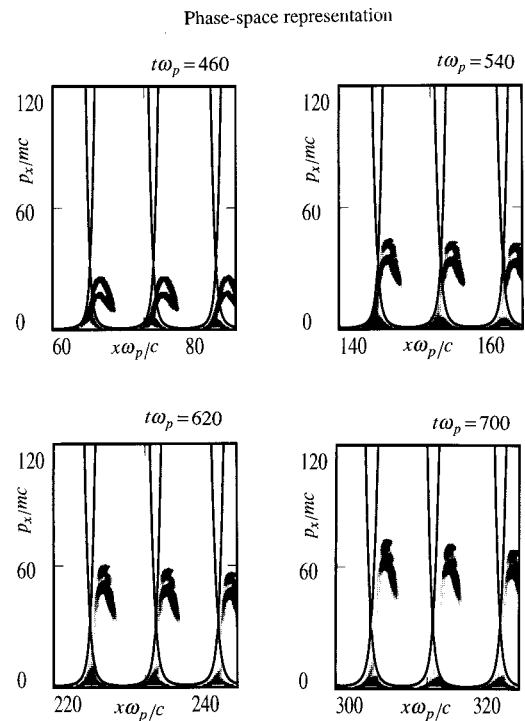 Phase-space representation
tω_p = 460
120
p_x/mc
60
0
60 xω_p/c 80
tω_p = 540
120
p_x/mc
60
0
140 xω_p/c 160
tω_p = 620
120
p_x/mc
60
0
220 xω_p/c 240
tω_p = 700
120
p_x/mc
60
0
300 xω_p/c 320